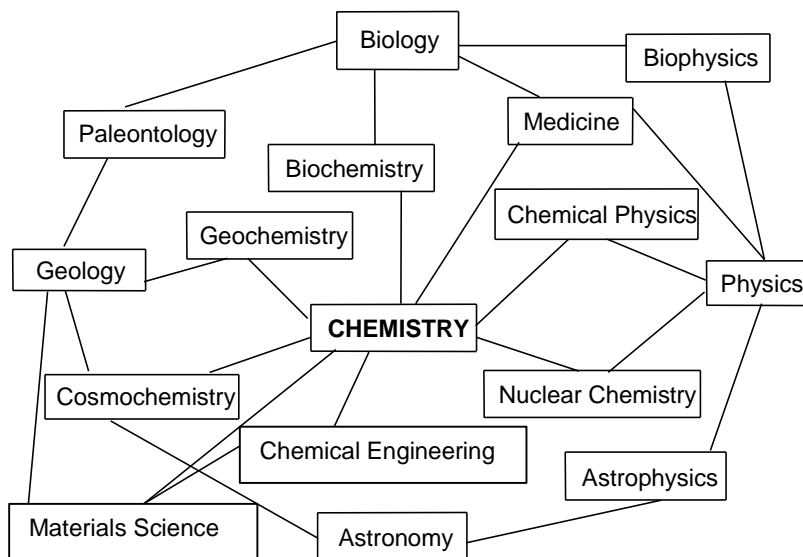 Biology
Biophysics
Paleontology
Medicine
Biochemistry
Chemical Physics
Geochemistry
Geology
Physics
CHEMISTRY
Cosmochemistry
Nuclear Chemistry
Chemical Engineering
Astrophysics
Materials Science
Astronomy